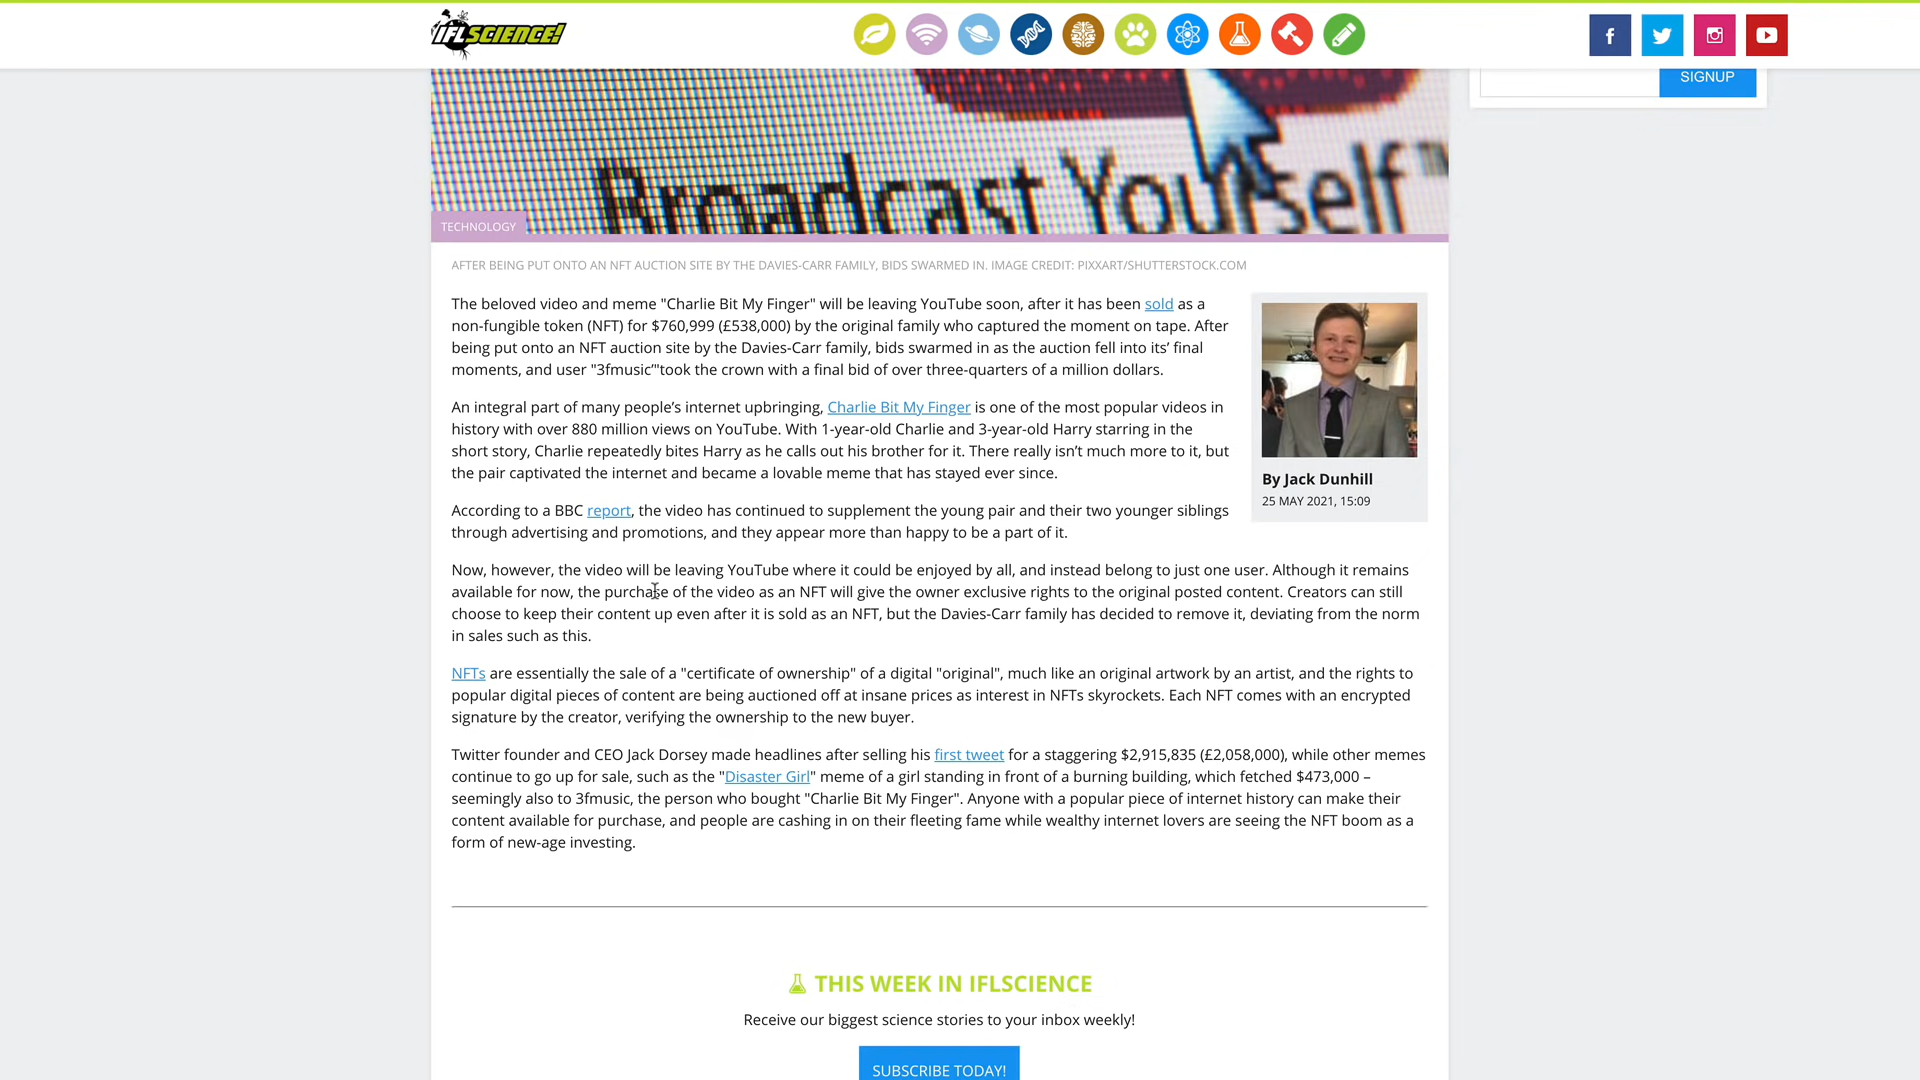 IFLSCIENCE!
SIGNUP
Broadcast Yourself™
TECHNOLOGY
AFTER BEING PUT ONTO AN NFT AUCTION SITE BY THE DAVIES-CARR FAMILY, BIDS SWARMED IN. IMAGE CREDIT: PIXXART/SHUTTERSTOCK.COM
The beloved video and meme "Charlie Bit My Finger" will be leaving YouTube soon, after it has been sold as a
non-fungible token (NFT) for $760,999 (£538,000) by the original family who captured the moment on tape. After
being put onto an NFT auction site by the Davies-Carr family, bids swarmed in as the auction fell into its’ final
moments, and user "3fmusic'"took the crown with a final bid of over three-quarters of a million dollars.
An integral part of many people’s internet upbringing, Charlie Bit My Finger is one of the most popular videos in
history with over 880 million views on YouTube. With 1-year-old Charlie and 3-year-old Harry starring in the
short story, Charlie repeatedly bites Harry as he calls out his brother for it. There really isn’t much more to it, but
the pair captivated the internet and became a lovable meme that has stayed ever since.
By Jack Dunhill
25 MAY 2021, 15:09
According to a BBC report, the video has continued to supplement the young pair and their two younger siblings
through advertising and promotions, and they appear more than happy to be a part of it.
Now, however, the video will be leaving YouTube where it could be enjoyed by all, and instead belong to just one user. Although it remains
available for now, the purchase of the video as an NFT will give the owner exclusive rights to the original posted content. Creators can still
choose to keep their content up even after it is sold as an NFT, but the Davies-Carr family has decided to remove it, deviating from the norm
in sales such as this.
NFTs are essentially the sale of a "certificate of ownership" of a digital "original", much like an original artwork by an artist, and the rights to
popular digital pieces of content are being auctioned off at insane prices as interest in NFTs skyrockets. Each NFT comes with an encrypted
signature by the creator, verifying the ownership to the new buyer.
Twitter founder and CEO Jack Dorsey made headlines after selling his first tweet for a staggering $2,915,835 (£2,058,000), while other memes
continue to go up for sale, such as the "Disaster Girl" meme of a girl standing in front of a burning building, which fetched $473,000 –
seemingly also to 3fmusic, the person who bought "Charlie Bit My Finger". Anyone with a popular piece of internet history can make their
content available for purchase, and people are cashing in on their fleeting fame while wealthy internet lovers are seeing the NFT boom as a
form of new-age investing.
THIS WEEK IN IFLSCIENCE
Receive our biggest science stories to your inbox weekly!
SUBSCRIBE TODAY!